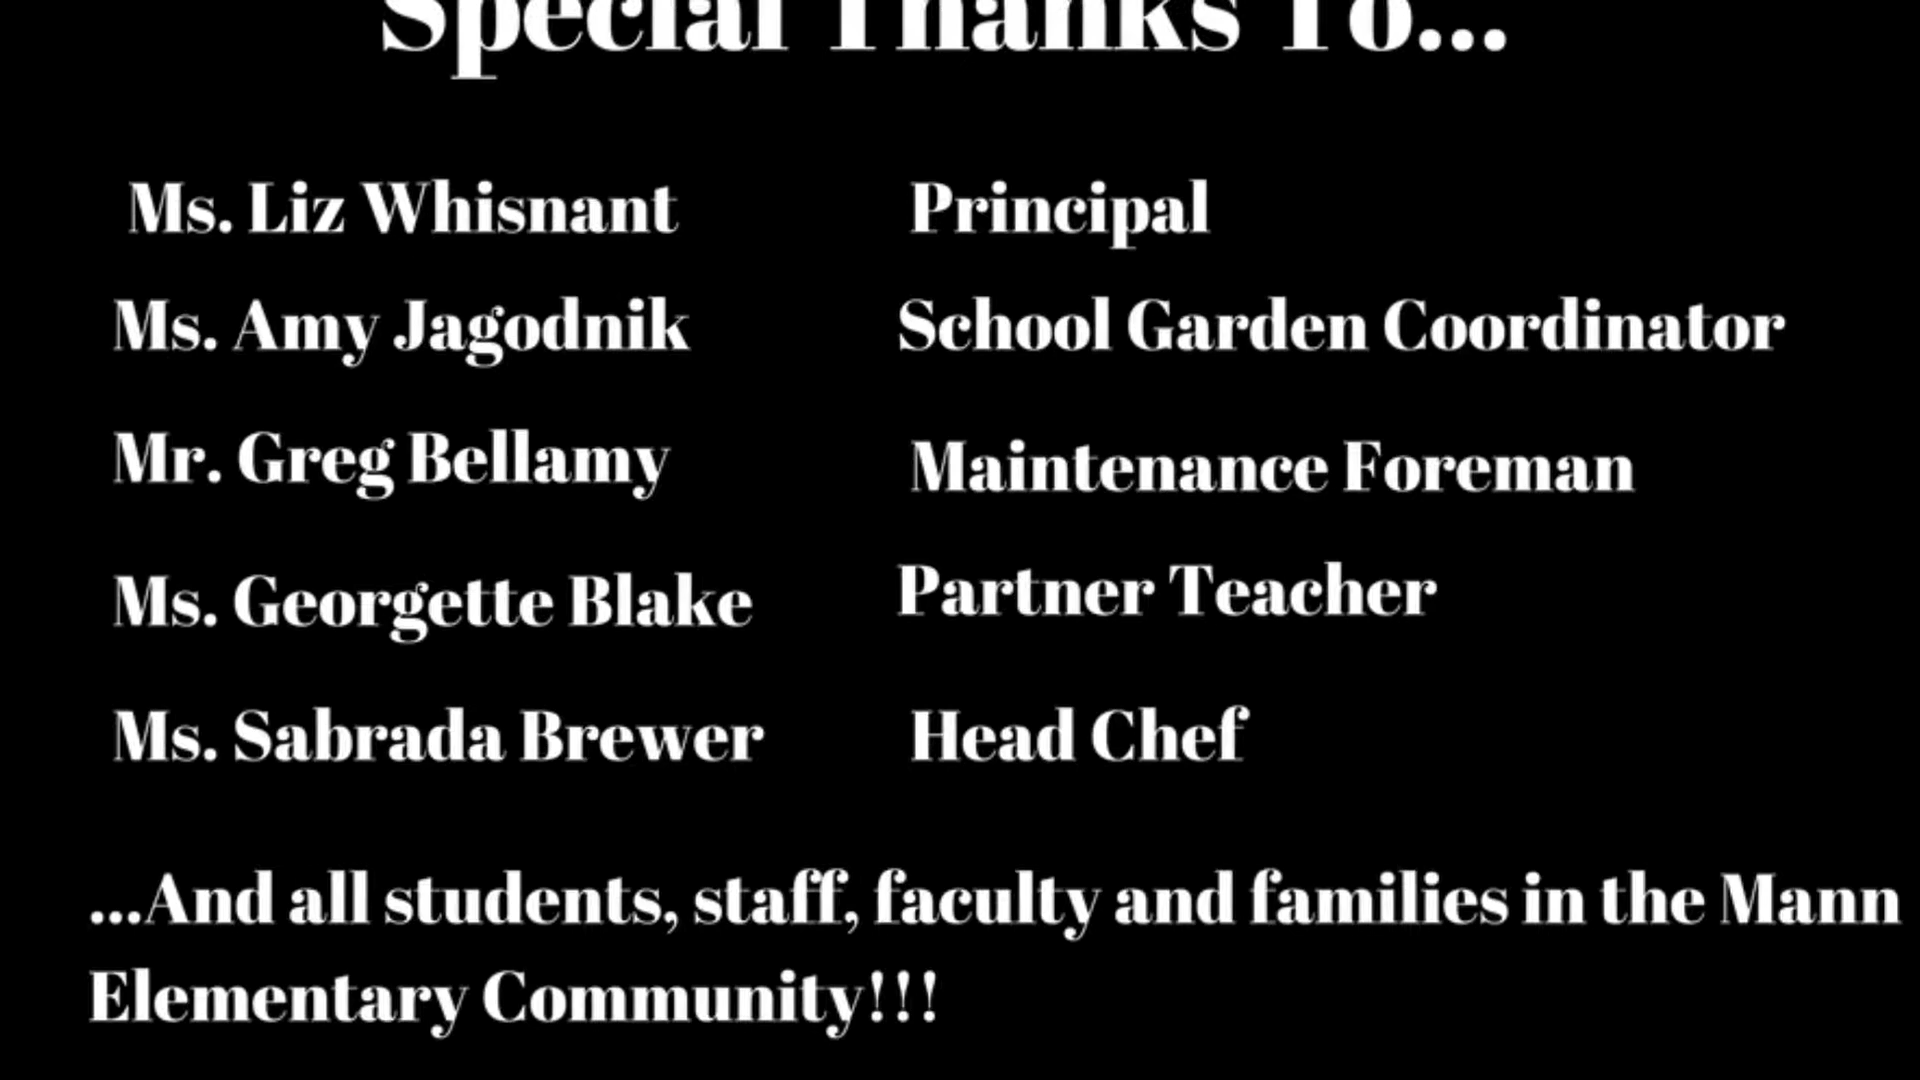 Special Thanks To...
Ms. Liz Whisnant Principal
Ms. Amy Jagodnik School Garden Coordinator
Mr. Greg Bellamy Maintenance Foreman
Ms. Georgette Blake Partner Teacher
Ms. Sabrada Brewer Head Chef
...And all students, staff, faculty and families in the Mann
Elementary Community!!!